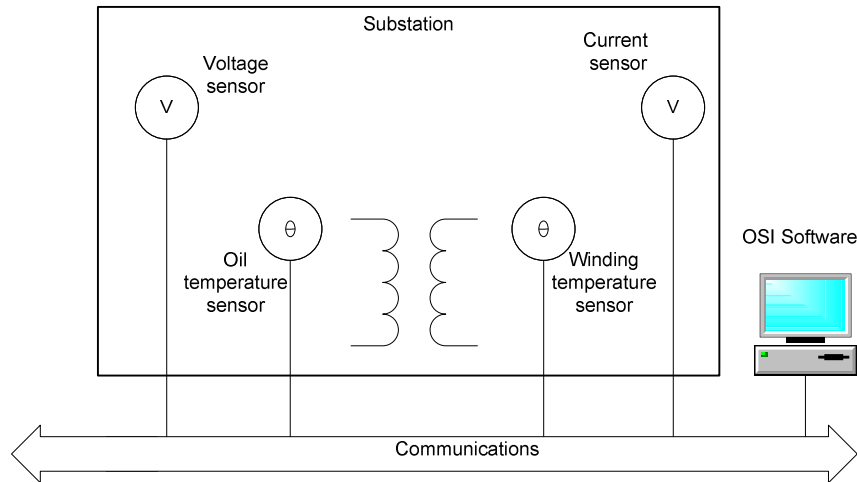 Substation
Voltage
sensor
Current
sensor
V
V
θ
θ
Oil
temperature
sensor
Winding
temperature
sensor
OSI Software
Communications